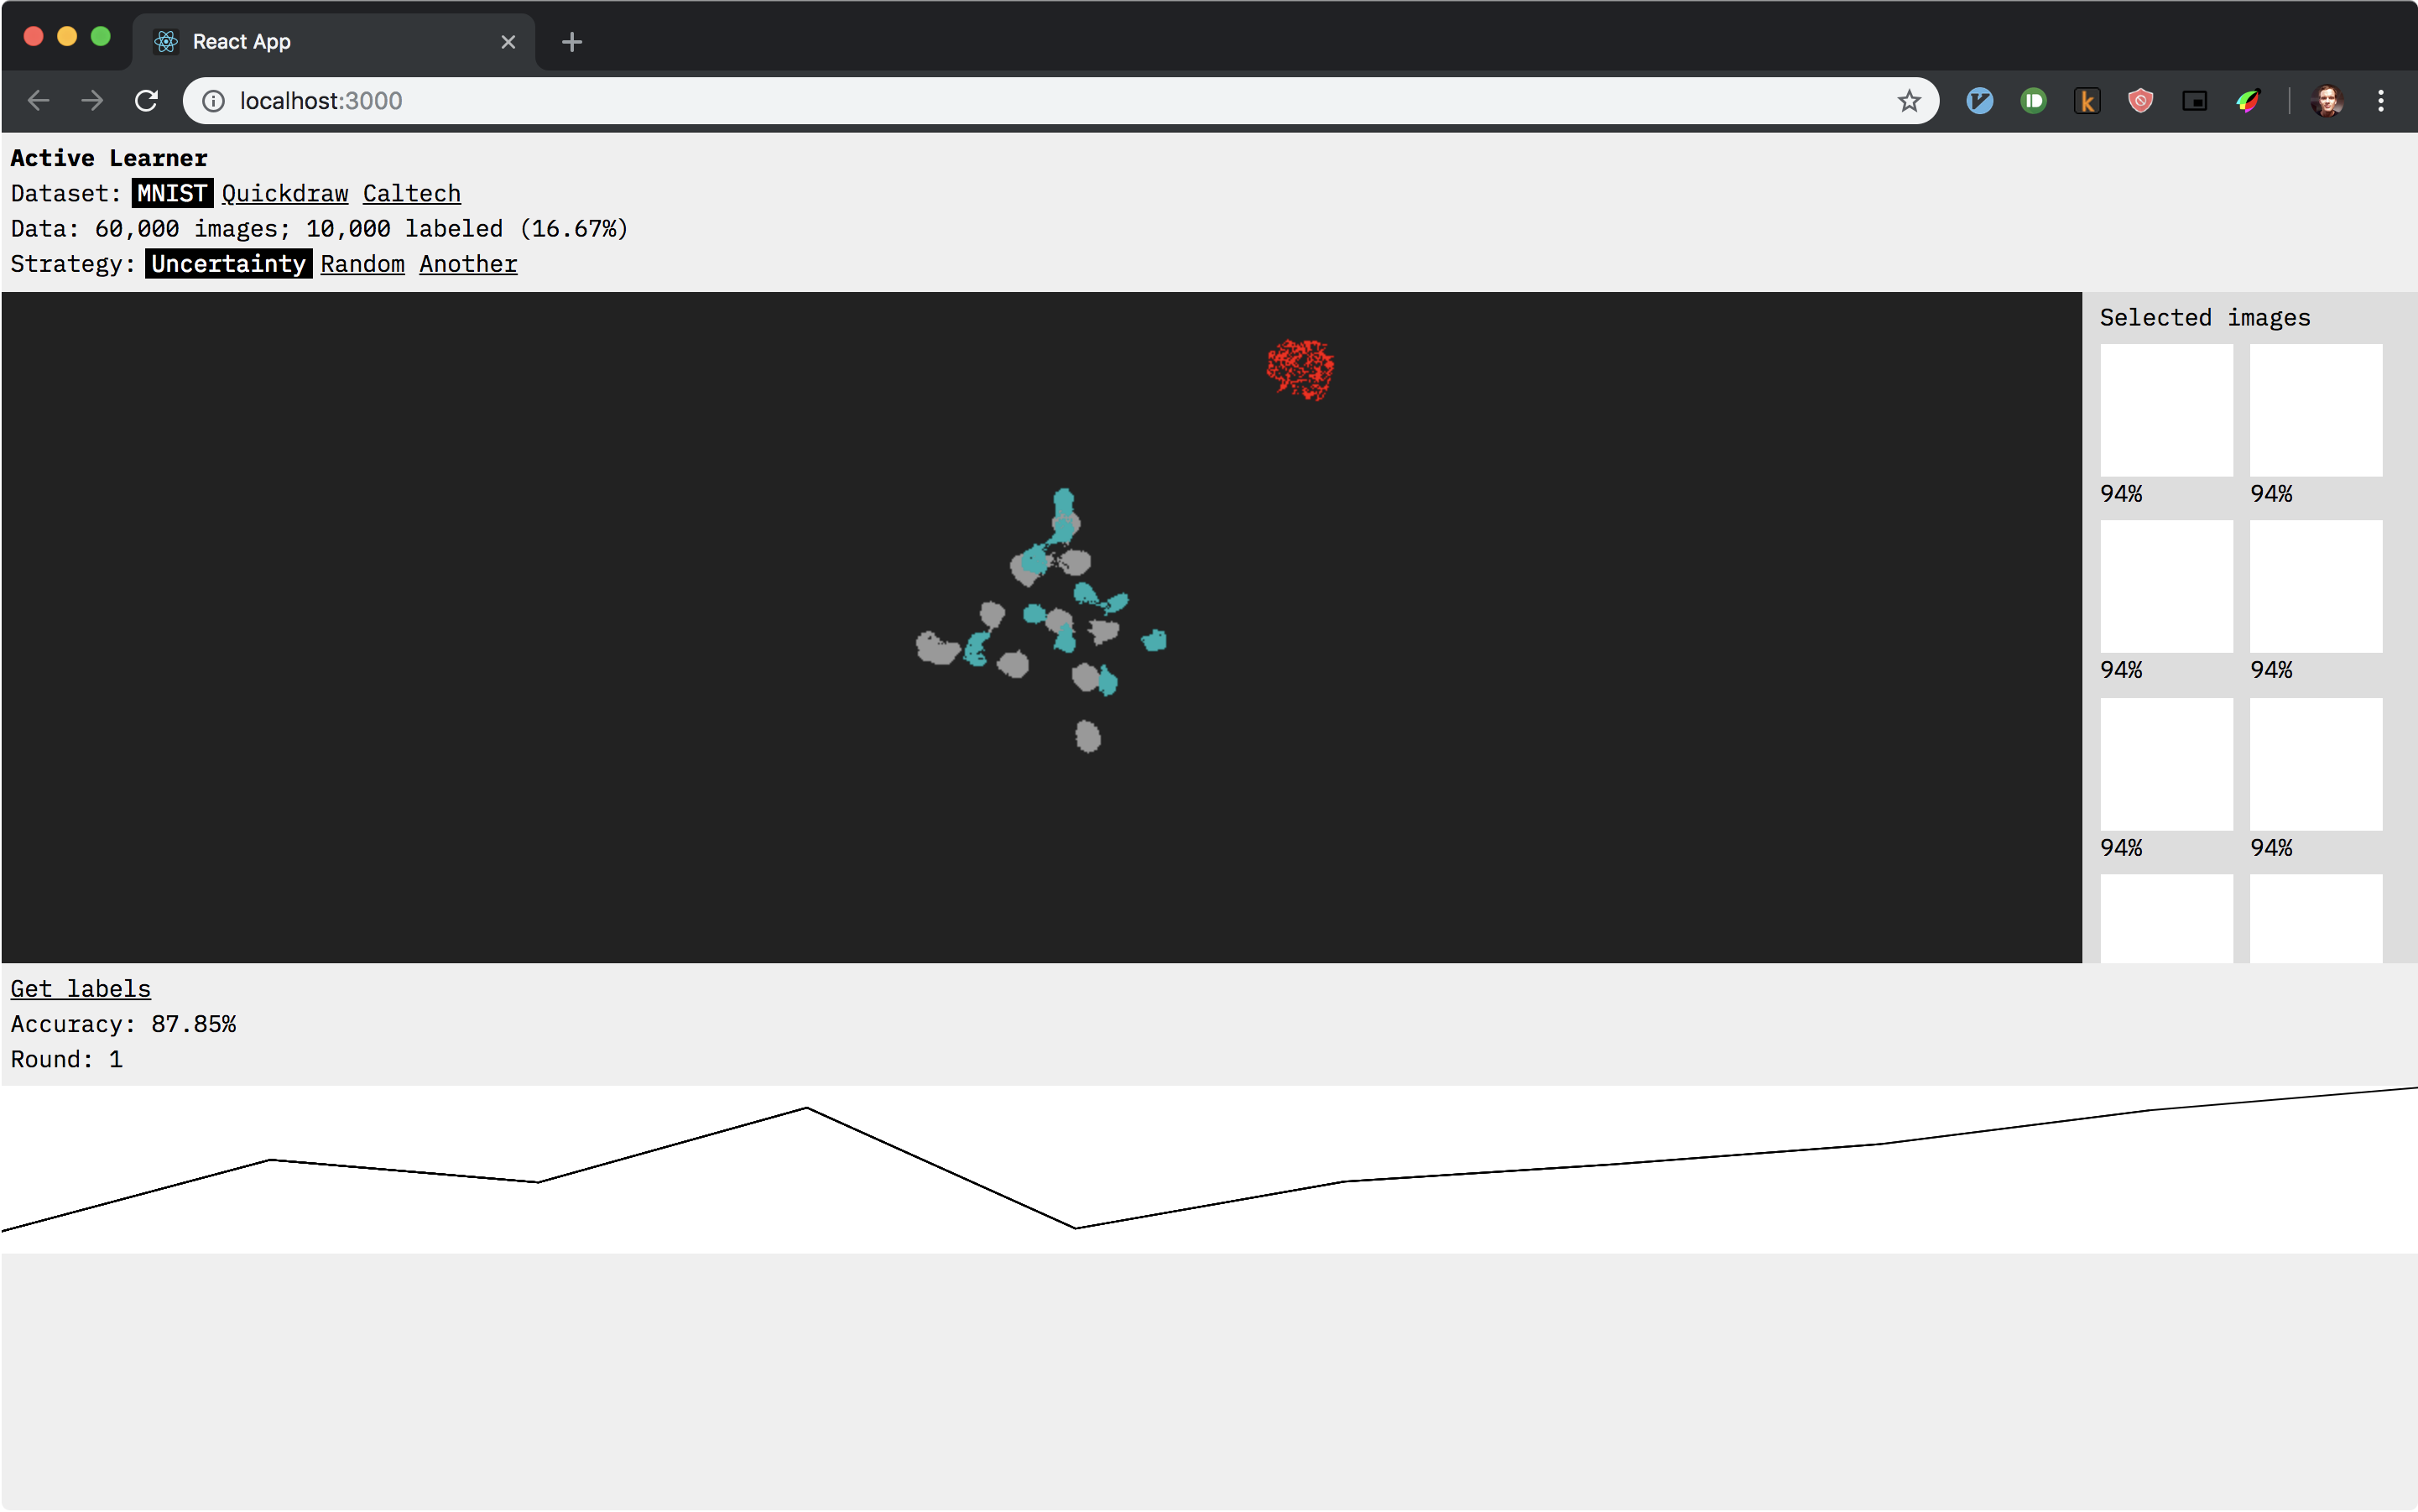 React App
localhost:3000
Active Learner
Dataset: MNIST Quickdraw Caltech
Data: 60,000 images; 10,000 labeled (16.67%)
Strategy: Uncertainty Random Another
Selected images
94% 94%
94% 94%
94% 94%
Get labels
Accuracy: 87.85%
Round: 1